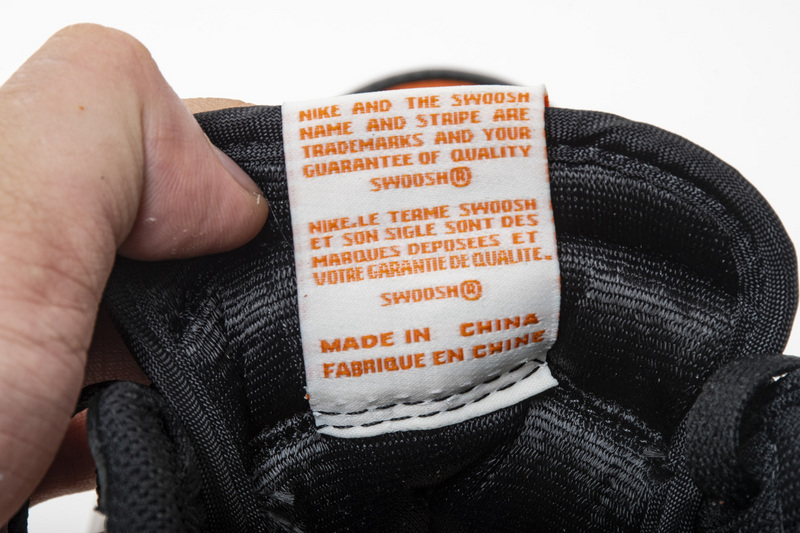 NIKE AND THE SWOOSH
NAME AND STRIPE ARE
TRADEMARKS AND YOUR
GUARANTEE OF QUALITY
SWOOSH®
NIKE.LE TERME SWOOSH
ET SON SIGLE SONT DES
MARQUES DEPOSEES ET
VOTRE GARANTIE DE QUALITE.
SWOOSH®
MADE IN CHINA
FABRIQUE EN CHINE